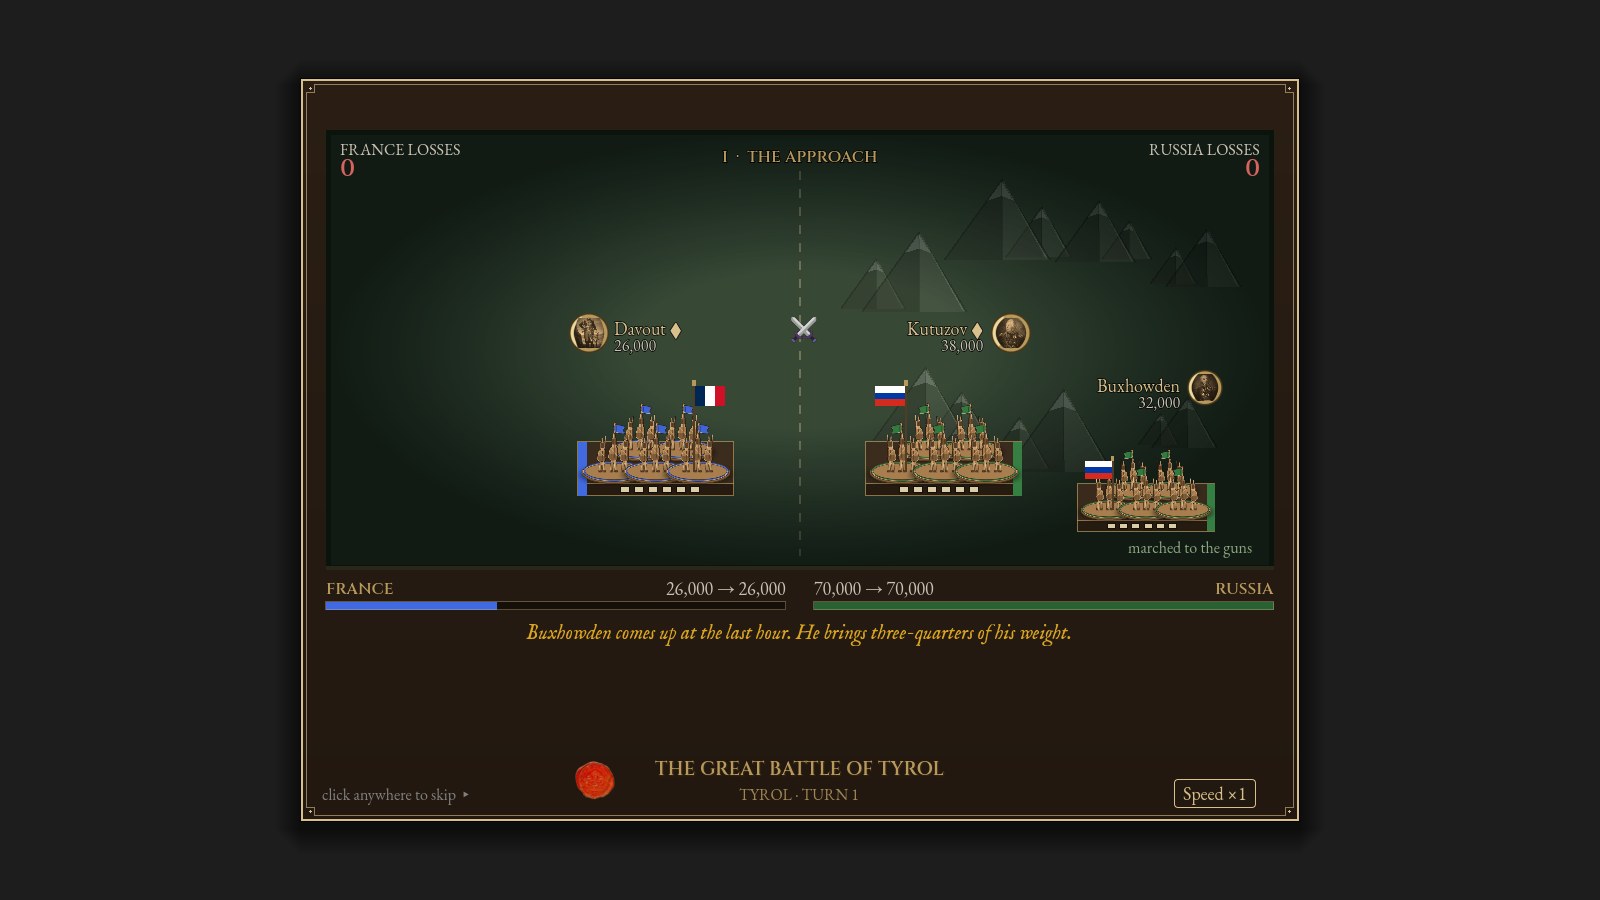 FRANCE LOSSES
0
I · THE APPROACH
RUSSIA LOSSES
0
Davout
26,000
Kutuzov
38,000
Buxhowden
32,000
marched to the guns
FRANCE
26,000 → 26,000
70,000 → 70,000
RUSSIA
Buxhowden comes up at the last hour. He brings three-quarters of his weight.
THE GREAT BATTLE OF TYROL
TYROL · TURN 1
click anywhere to skip ▸
Speed ×1